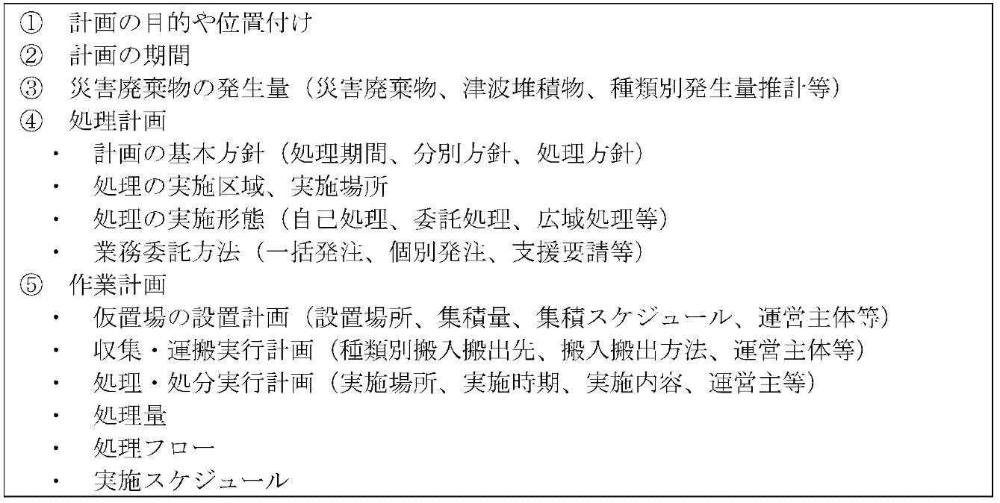 ① 計画の目的や位置付け
② 計画の期間
③ 災害廃棄物の発生量（災害廃棄物、津波堆積物、種類別発生量推計等）
④ 処理計画
・ 計画の基本方針（処理期間、分別方針、処理方針）
・ 処理の実施区域、実施場所
・ 処理の実施形態（自己処理、委託処理、広域処理等）
・ 業務委託方法（一括発注、個別発注、支援要請等）
⑤ 作業計画
・ 仮置場の設置計画（設置場所、集積量、集積スケジュール、運営主体等）
・ 収集・運搬実行計画（種類別搬入搬出先、搬入搬出方法、運営主体等）
・ 処理・処分実行計画（実施場所、実施時期、実施内容、運営主等）
・ 処理量
・ 処理フロー
・ 実施スケジュール